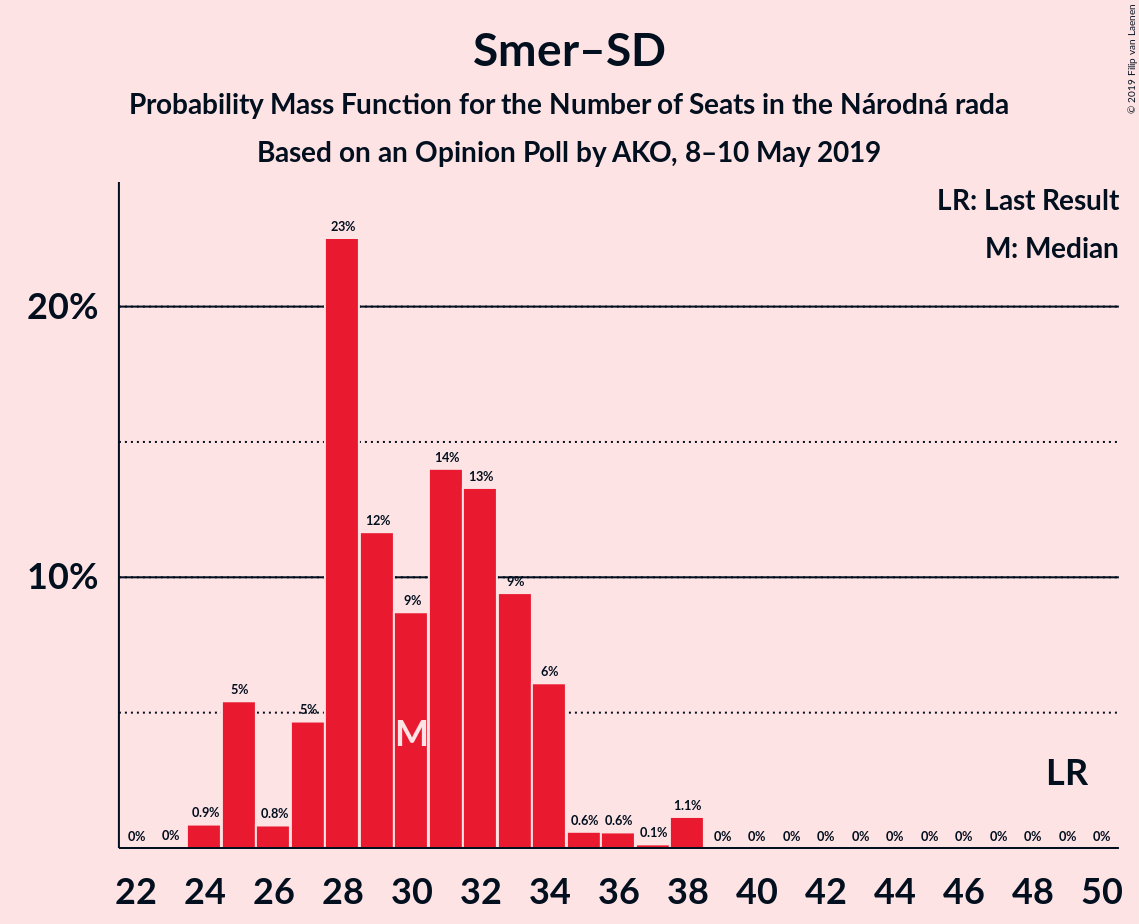 Smer–SD
Probability Mass Function for the Number of Seats in the Národná rada
Based on an Opinion Poll by AKO, 8–10 May 2019
© 2019 Filip van Laenen
LR: Last Result
M: Median
23%
20%
14%
13%
12%
10%
9%
9%
6%
5%
5%
M
LR
0% 0% 0.9% 0.8% 0.6% 0.6% 0.1% 1.1% 0% 0% 0% 0% 0% 0% 0% 0% 0% 0% 0% 0%
22 24 26 28 30 32 34 36 38 40 42 44 46 48 50